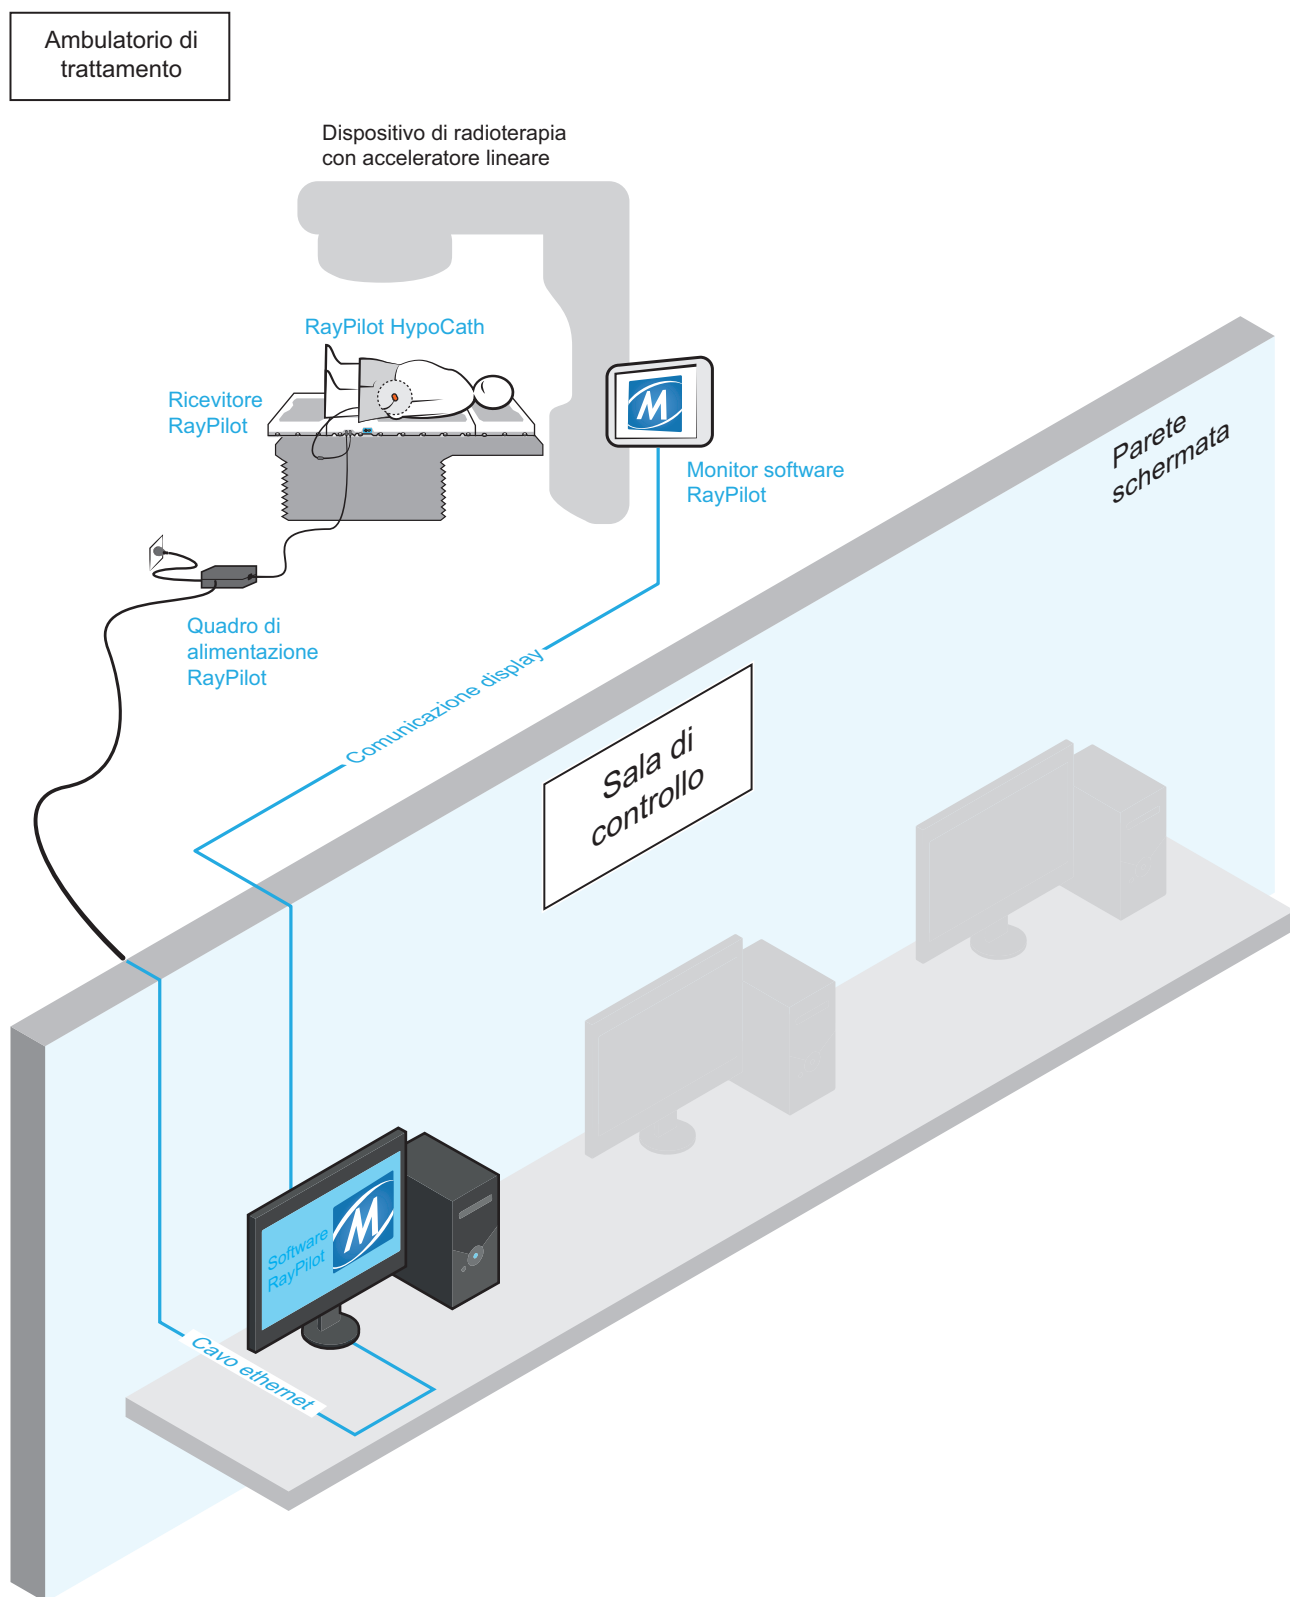 Ambulatorio di
trattamento
Dispositivo di radioterapia
con acceleratore lineare
RayPilot HypoCath
Ricevitore
RayPilot
M
Monitor software
RayPilot
Parete
schermata
Quadro di
alimentazione
RayPilot
Comunicazione display
Sala di
controllo
Software
RayPilot
M
Cavo ethernet